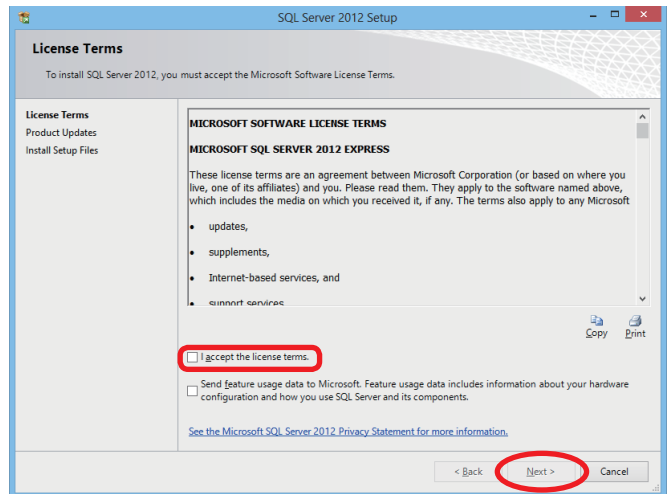 SQL Server 2012 Setup
License Terms
To install SQL Server 2012, you must accept the Microsoft Software License Terms.
License Terms
Product Updates
Install Setup Files
MICROSOFT SOFTWARE LICENSE TERMS
MICROSOFT SQL SERVER 2012 EXPRESS
These license terms are an agreement between Microsoft Corporation (or based on where you
live, one of its affiliates) and you. Please read them. They apply to the software named above,
which includes the media on which you received it, if any. The terms also apply to any Microsoft
• updates,
• supplements,
• Internet-based services, and
• support services
Copy Print
I accept the license terms.
Send feature usage data to Microsoft. Feature usage data includes information about your hardware
configuration and how you use SQL Server and its components.
See the Microsoft SQL Server 2012 Privacy Statement for more information.
< Back Next > Cancel